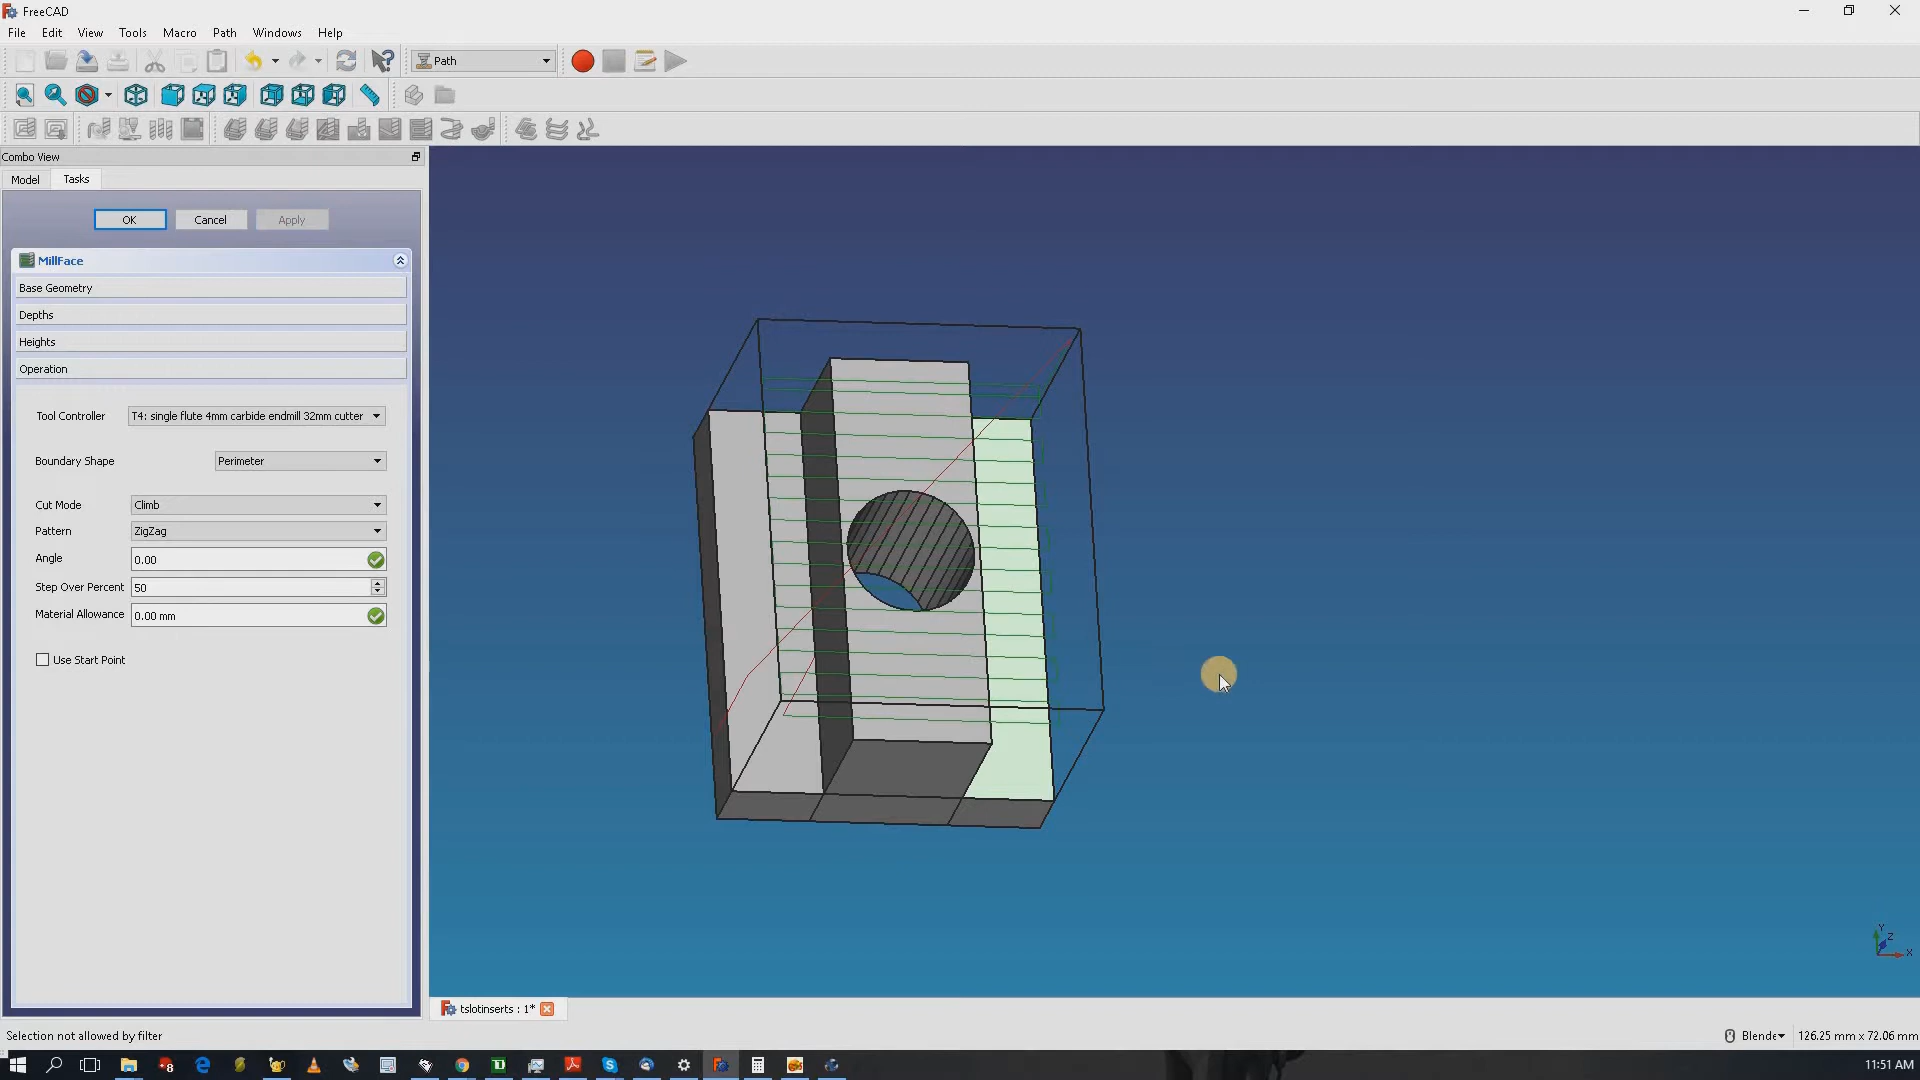 FreeCAD
File Edit View Tools Macro Path Windows Help
Path
Combo View
Model Tasks
OK Cancel Apply
MillFace
Base Geometry
Depths
Heights
Operation
Tool Controller T4: single flute 4mm carbide endmill 32mm cutter
Boundary Shape Perimeter
Cut Mode Climb
Pattern ZigZag
Angle 0.00
Step Over Percent 50
Material Allowance 0.00 mm
Use Start Point
Y
Z
X
tslotinserts : 1*
Selection not allowed by filter
Blende 126.25 mm x 72.06 mm
8
11:51 AM